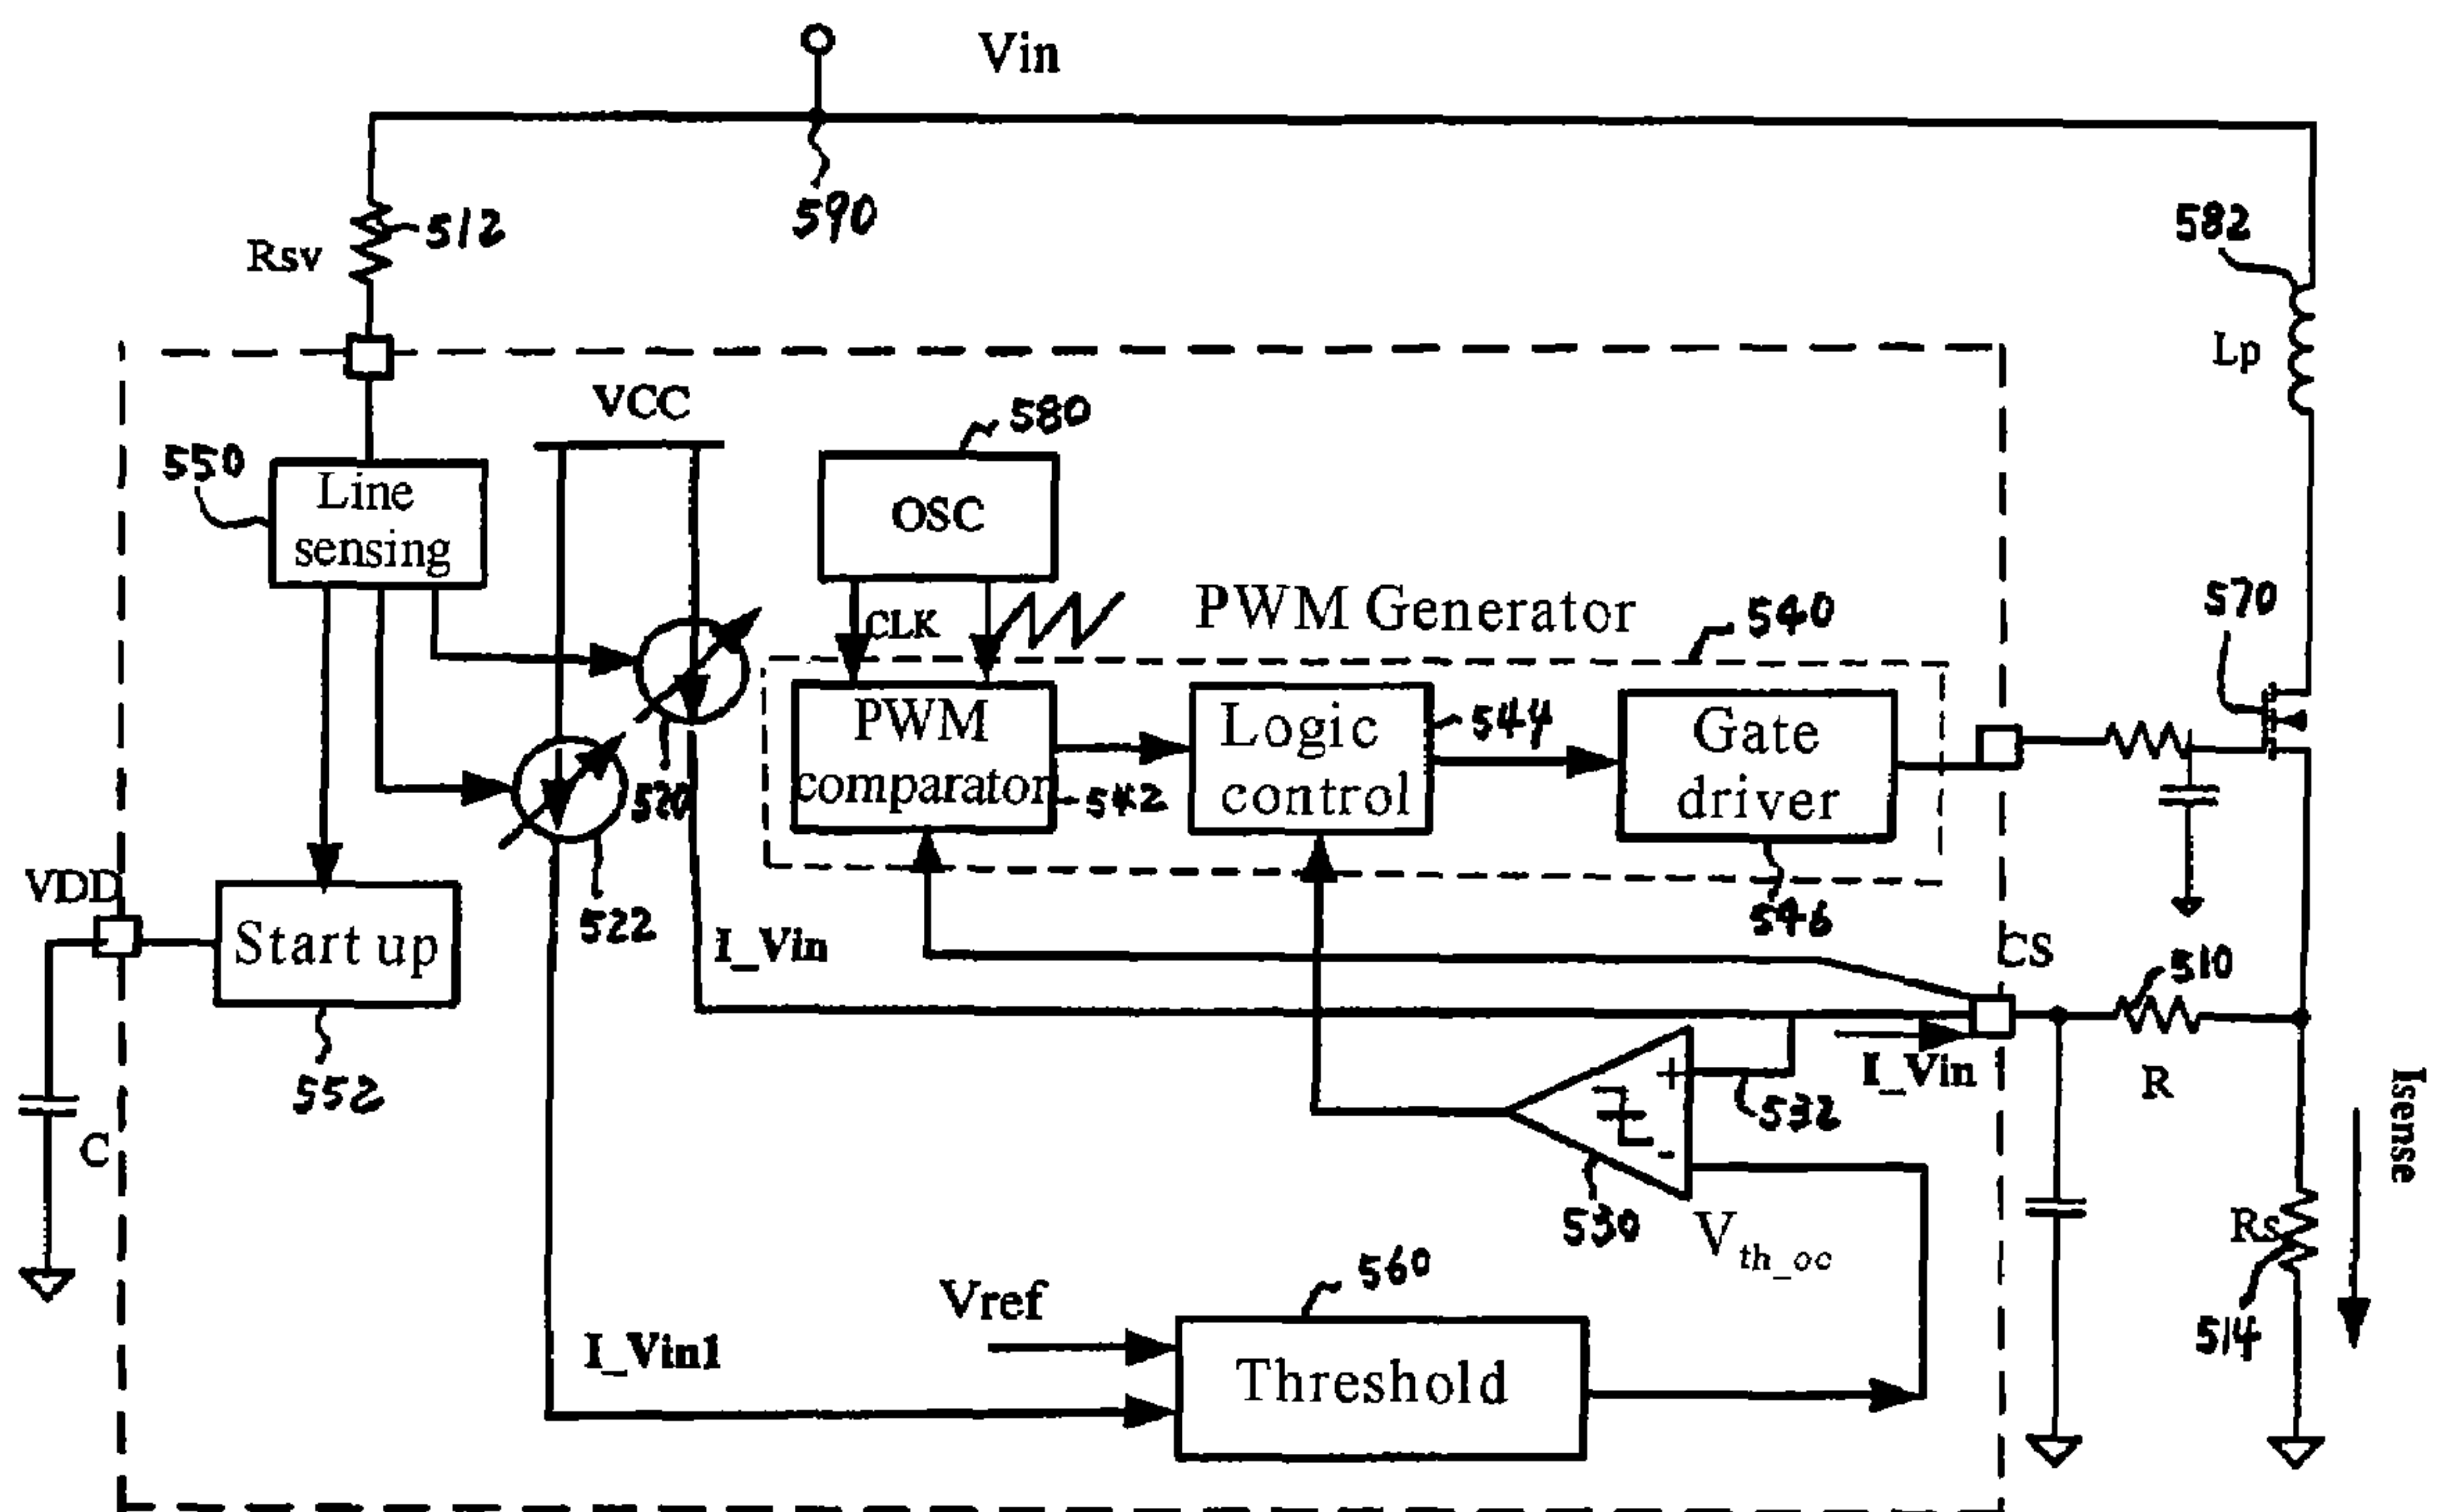 Vin
590
512
Rsv
582
Lp
VCC
580
550
Line
sensing
OSC
CLK
PWM Generator
540
570
PWM
comparator
542
Logic
control
544
Gate
driver
546
520
522
VDD
Start up
552
C
I_Vin
CS
510
R
I_Vin
532
+
-
530
V th_oc
Isense
Rs
514
Vref
560
I_Vin1
Threshold